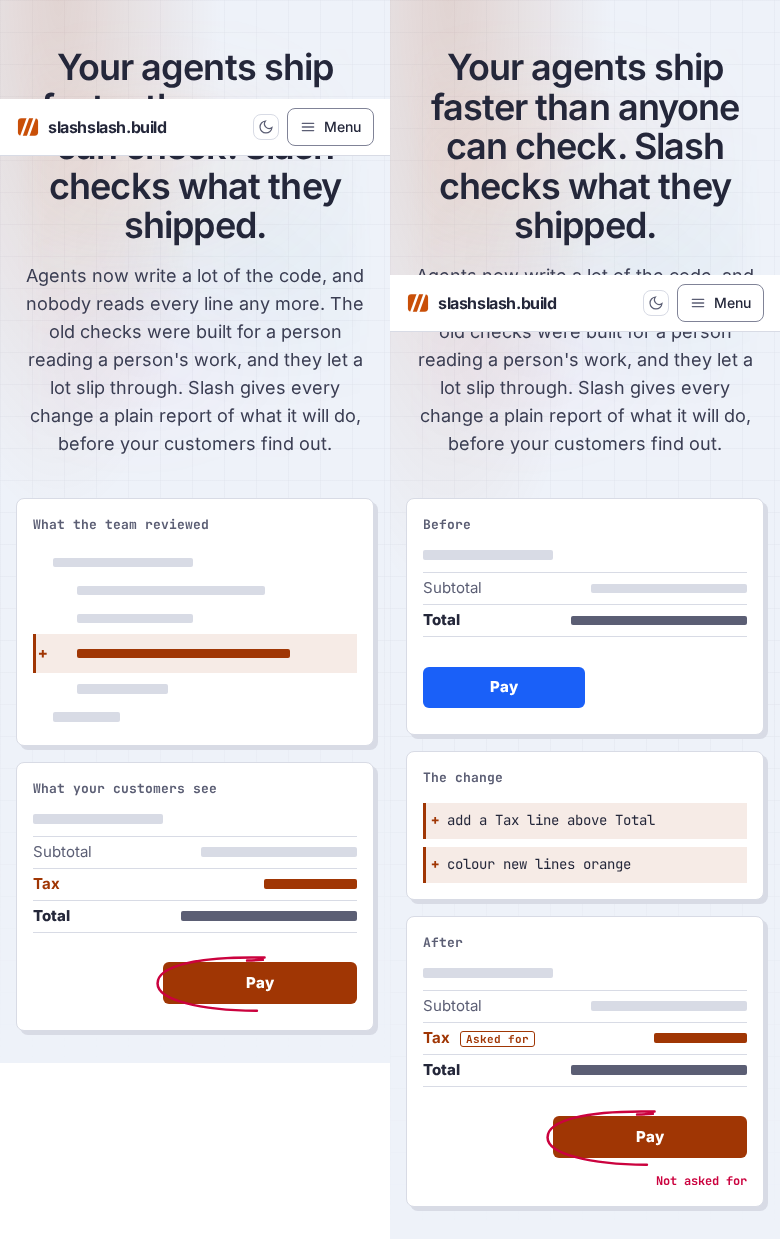 Your agents ship
slashslash.build
Menu
checks what they
shipped.
Agents now write a lot of the code, and
nobody reads every line any more. The
old checks were built for a person
reading a person's work, and they let a
lot slip through. Slash gives every
change a plain report of what it will do,
before your customers find out.
What the team reviewed
+
What your customers see
Subtotal
Tax
Total
Pay
Your agents ship
faster than anyone
can check. Slash
checks what they
shipped.
slashslash.build
Menu
old checks were built for a person
reading a person's work, and they let a
lot slip through. Slash gives every
change a plain report of what it will do,
before your customers find out.
Before
Subtotal
Total
Pay
The change
+ add a Tax line above Total
+ colour new lines orange
After
Subtotal
Tax Asked for
Total
Pay
Not asked for